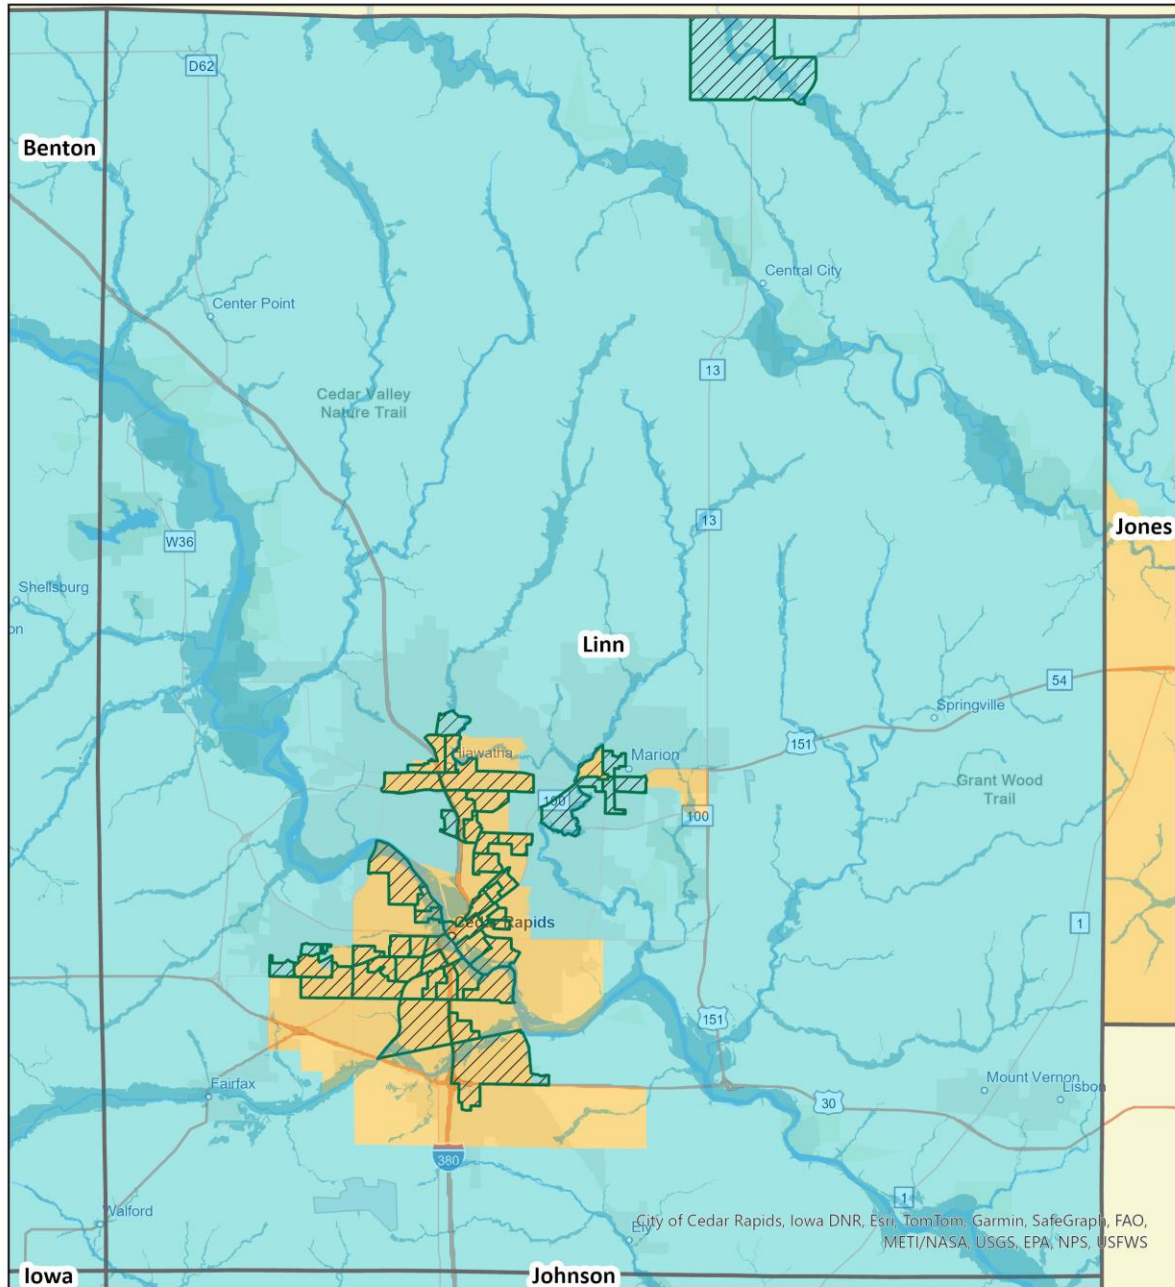 D62
Benton
Central City
Center Point
13
Cedar Valley
Nature Trail
13
Jones
W36
Shellsburg
on
Linn
54
Springville
151
Hiawatha
Marion
Grant Wood
Trail
100
100
Cedar Rapids
1
151
Fairfax
Mount Vernon
Lisbon
30
380
1
Walford
Ely
City of Cedar Rapids, Iowa DNR, Esri, TomTom, Garmin, SafeGraph, FAO,
METI/NASA, USGS, EPA, NPS, USFWS
Iowa
Johnson